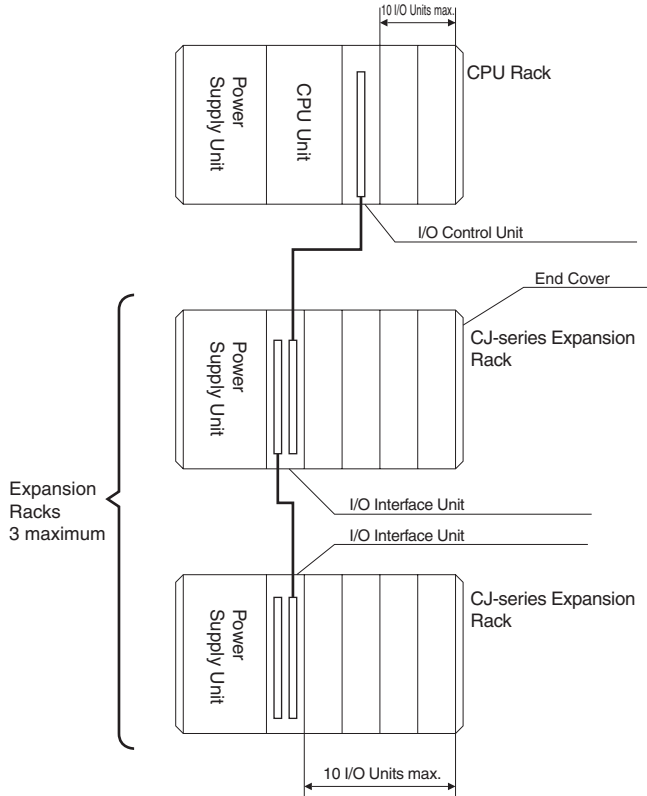 10 I/O Units max.
CPU Rack
Power
Supply Unit
CPU Unit
I/O Control Unit
End Cover
CJ-series Expansion
Rack
Power
Supply Unit
Expansion
Racks
3 maximum
I/O Interface Unit
I/O Interface Unit
CJ-series Expansion
Rack
Power
Supply Unit
10 I/O Units max.